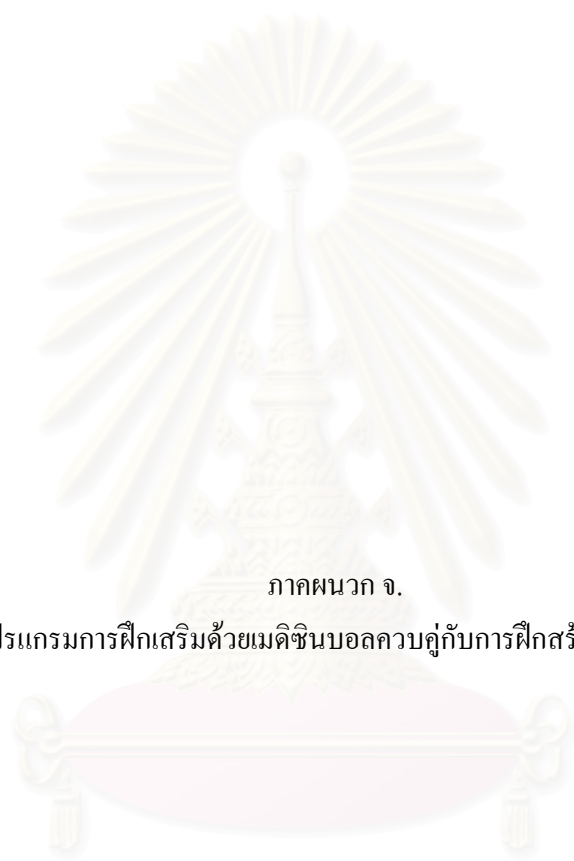 ภาคผนวก จ.
โปรแกรมการฝึกเสริมด้วยเมดิซินบอลควบคู่กับการฝึกสร้